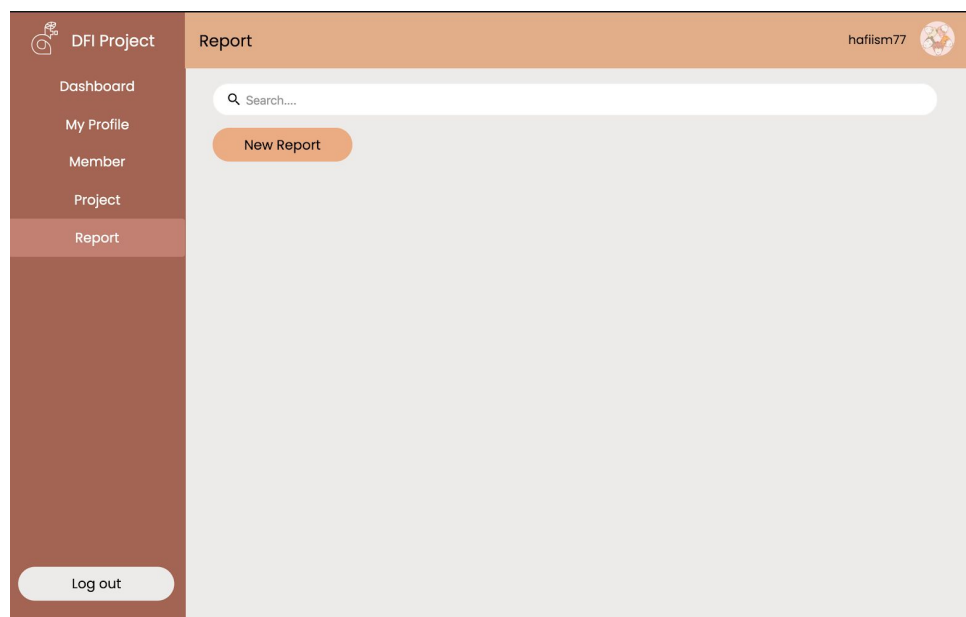 DFI Project
Dashboard
My Profile
Member
Project
Report
Log out
Report
hafiism77
Search....
New Report